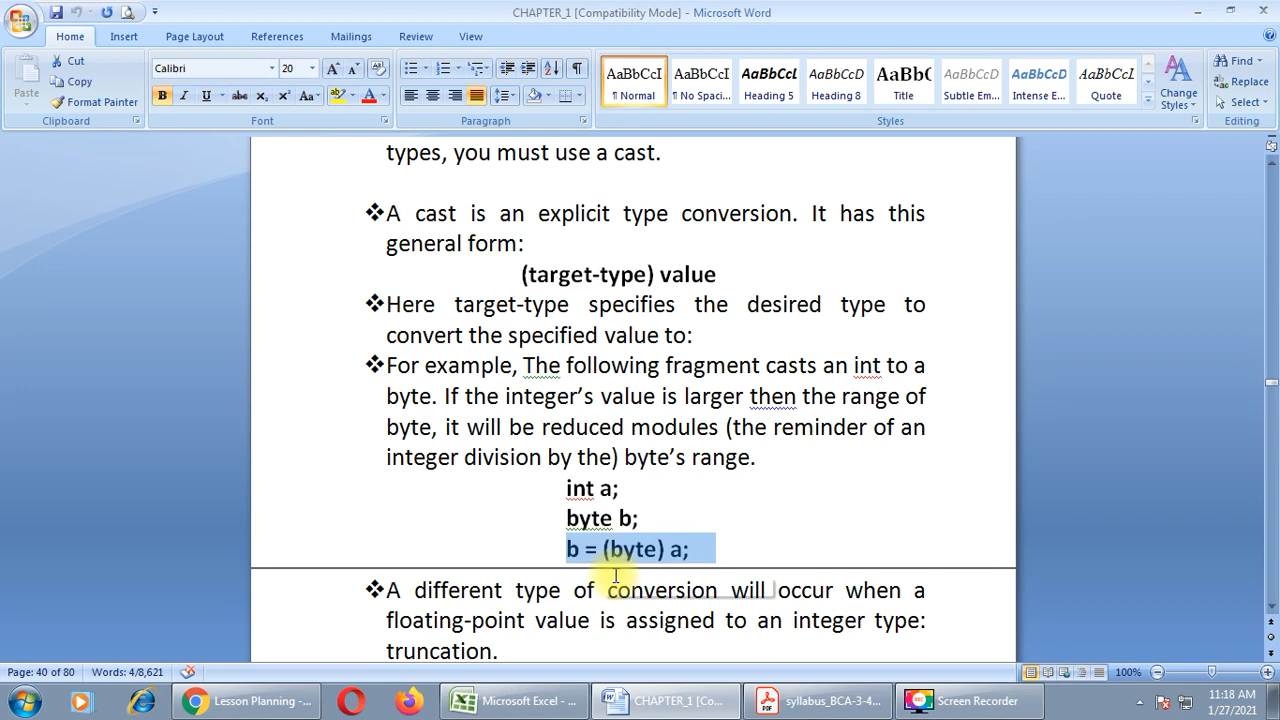 CHAPTER_1 [Compatibility Mode] - Microsoft Word
Home Insert Page Layout References Mailings Review View
Paste
Cut
Copy
Format Painter
Clipboard
Calibri 20
B I U abc x₂ x² Aa ab A
Font
Paragraph
AaBbCcI AaBbCcI AaBbCcL AaBbCcD AaBbC AaBbCcD AaBbCcI AaBbCcL
¶ Normal ¶ No Spaci... Heading 5 Heading 8 Title Subtle Em... Intense E... Quote
Change Styles
Styles
Find
Replace
Select
Editing
types, you must use a cast.
❖A cast is an explicit type conversion. It has this
general form:
(target-type) value
❖Here target-type specifies the desired type to
convert the specified value to:
❖For example, The following fragment casts an int to a
byte. If the integer’s value is larger then the range of
byte, it will be reduced modules (the reminder of an
integer division by the) byte’s range.
int a;
byte b;
b = (byte) a;
❖A different type of conversion will occur when a
floating-point value is assigned to an integer type:
truncation.
Page: 40 of 80 Words: 4/8,621 100%
Lesson Planning -... Microsoft Excel - ... CHAPTER_1 [Co... syllabus_BCA-3-4... Screen Recorder
11:18 AM
1/27/2021